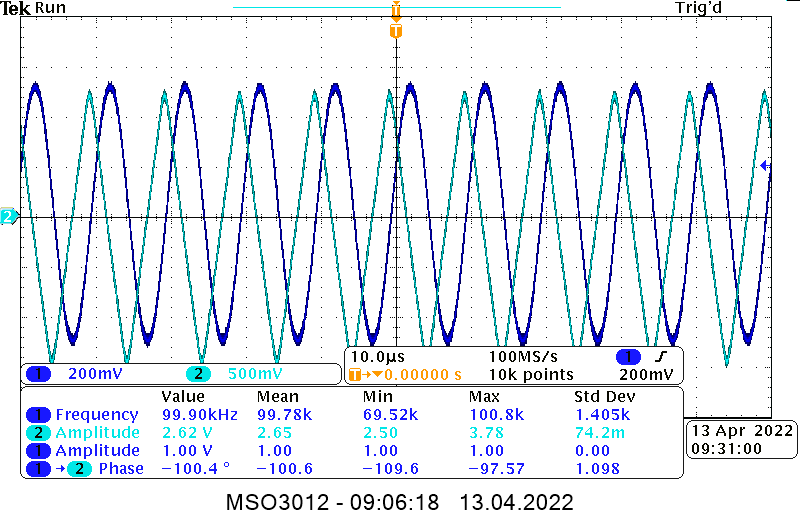 Tek Run Trig'd
T
T
2
1 200mV 2 500mV
10.0µs 100MS/s 1
T→▼0.00000 s 10k points 200mV
Value Mean Min Max Std Dev
1 Frequency 99.90kHz 99.78k 69.52k 100.8k 1.405k
2 Amplitude 2.62 V 2.65 2.50 3.78 74.2m
1 Amplitude 1.00 V 1.00 1.00 1.00 0.00
1 → 2 Phase −100.4 ° −100.6 −109.6 −97.57 1.098
13 Apr 2022
09:31:00
MSO3012 - 09:06:18 13.04.2022